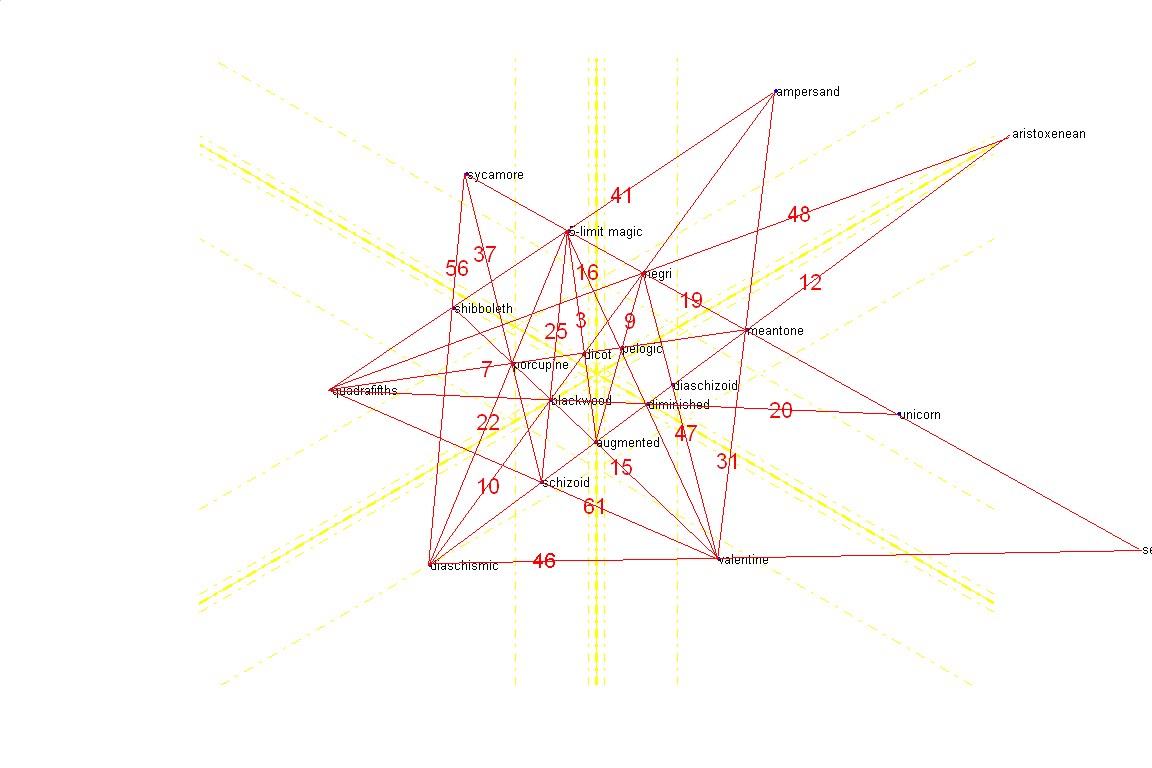 ampersand
aristoxenean
sycamore
41
48
5-limit magic
37
56
16
negri
12
19
shibboleth
3
9
25
meantone
pelogic
dicot
porcupine
7
diaschizoid
quadrafifths
blackwood
diminished
20
unicorn
22
47
augmented
31
15
schizoid
10
61
46
valentine
diaschismic
se